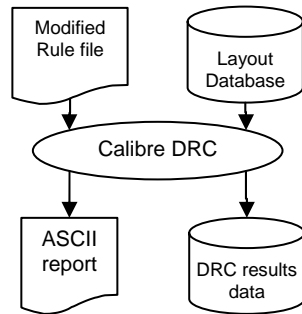 Modified
Rule file
Layout
Database
Calibre DRC
ASCII
report
DRC results
data